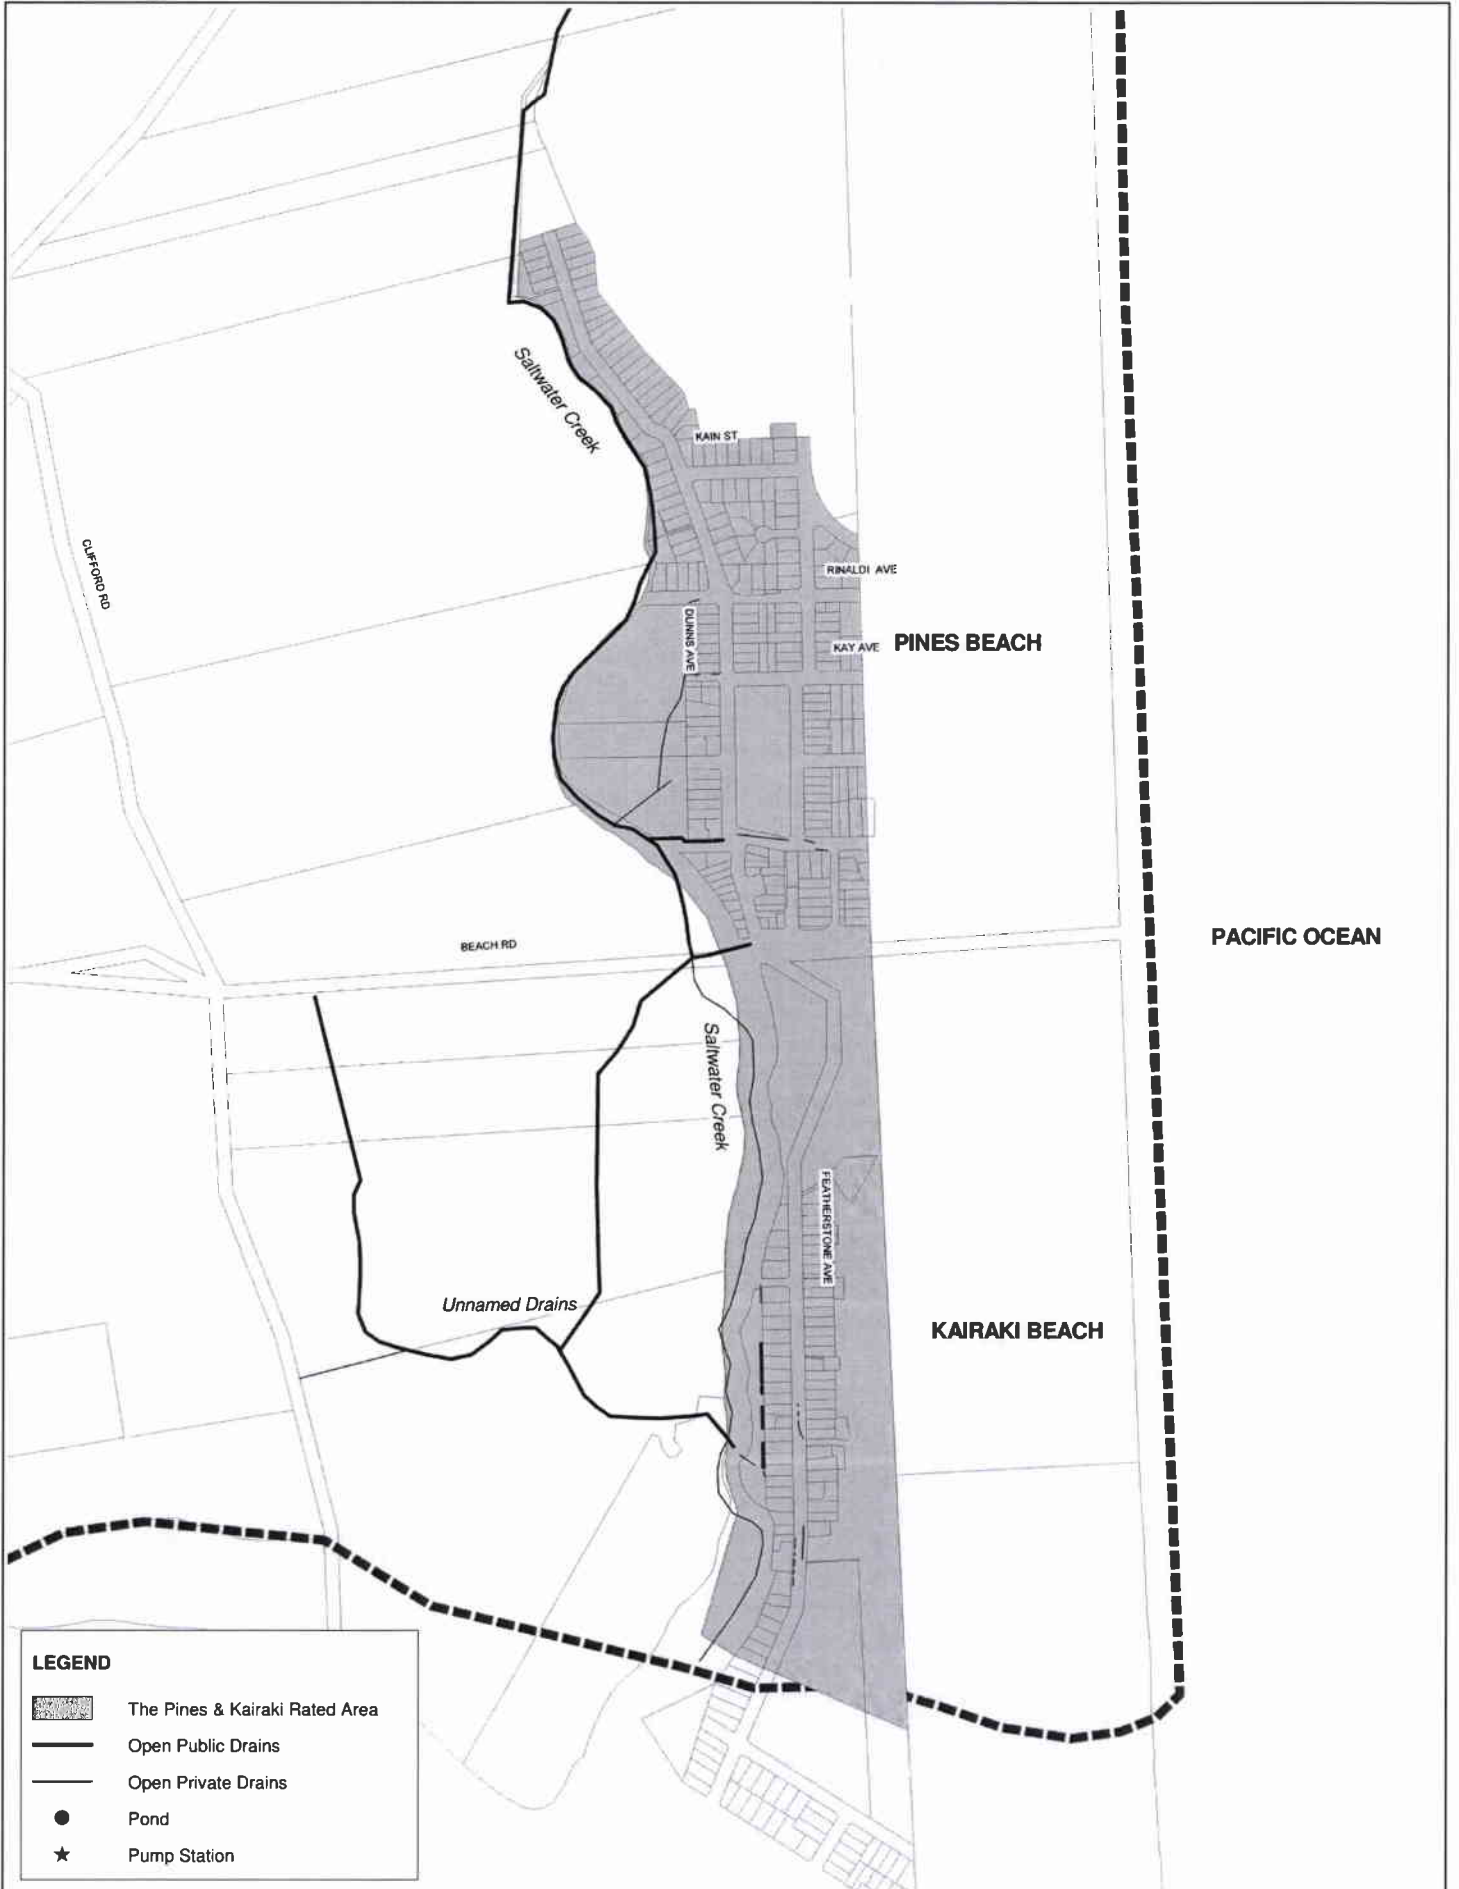 Saltwater Creek
KAIN ST
CLIFFORD RD
RINALDI AVE
DUNNS AVE
KAY AVE
PINES BEACH
BEACH RD
PACIFIC OCEAN
Saltwater Creek
FEATHERSTONE AVE
Unnamed Drains
KAIRAKI BEACH
LEGEND
The Pines & Kairaki Rated Area
Open Public Drains
Open Private Drains
Pond
Pump Station